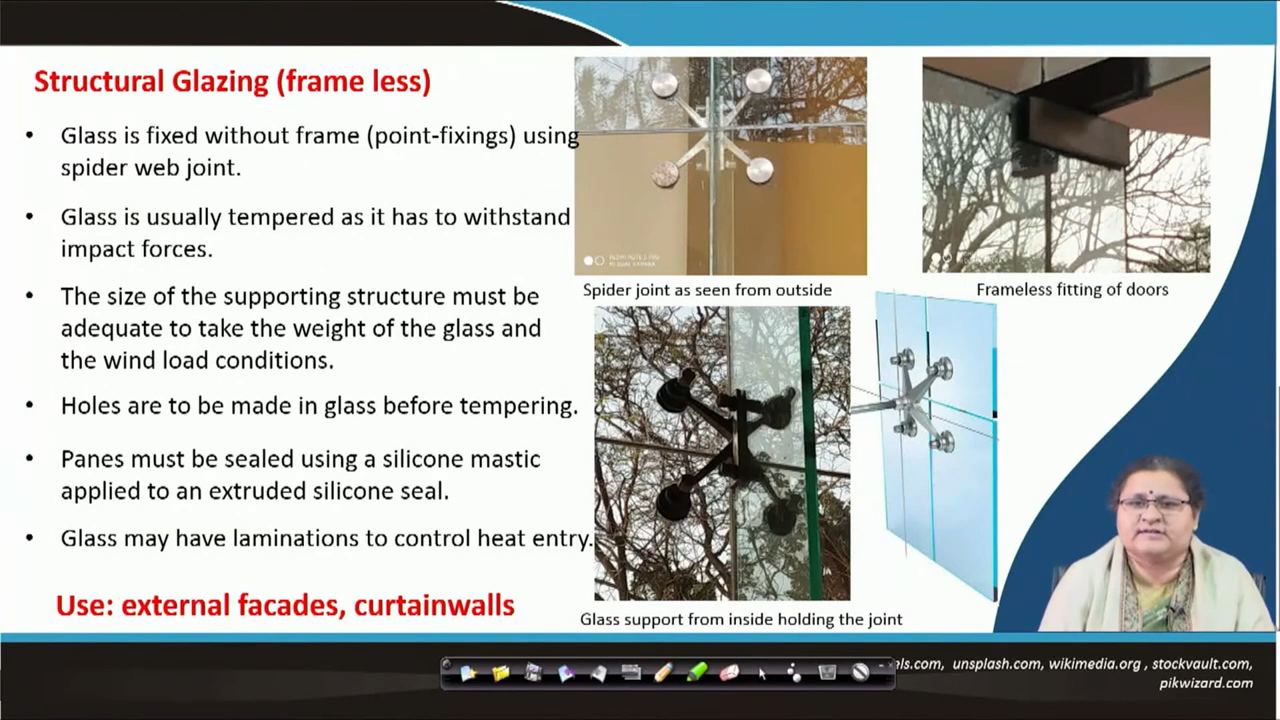 Structural Glazing (frame less)
• Glass is fixed without frame (point-fixings) using
spider web joint.
• Glass is usually tempered as it has to withstand
impact forces.
• The size of the supporting structure must be
adequate to take the weight of the glass and
the wind load conditions.
• Holes are to be made in glass before tempering.
• Panes must be sealed using a silicone mastic
applied to an extruded silicone seal.
• Glass may have laminations to control heat entry.
Use: external facades, curtainwalls
Spider joint as seen from outside
Frameless fitting of doors
Glass support from inside holding the joint
els.com, unsplash.com, wikimedia.org , stockvault.com,
pikwizard.com